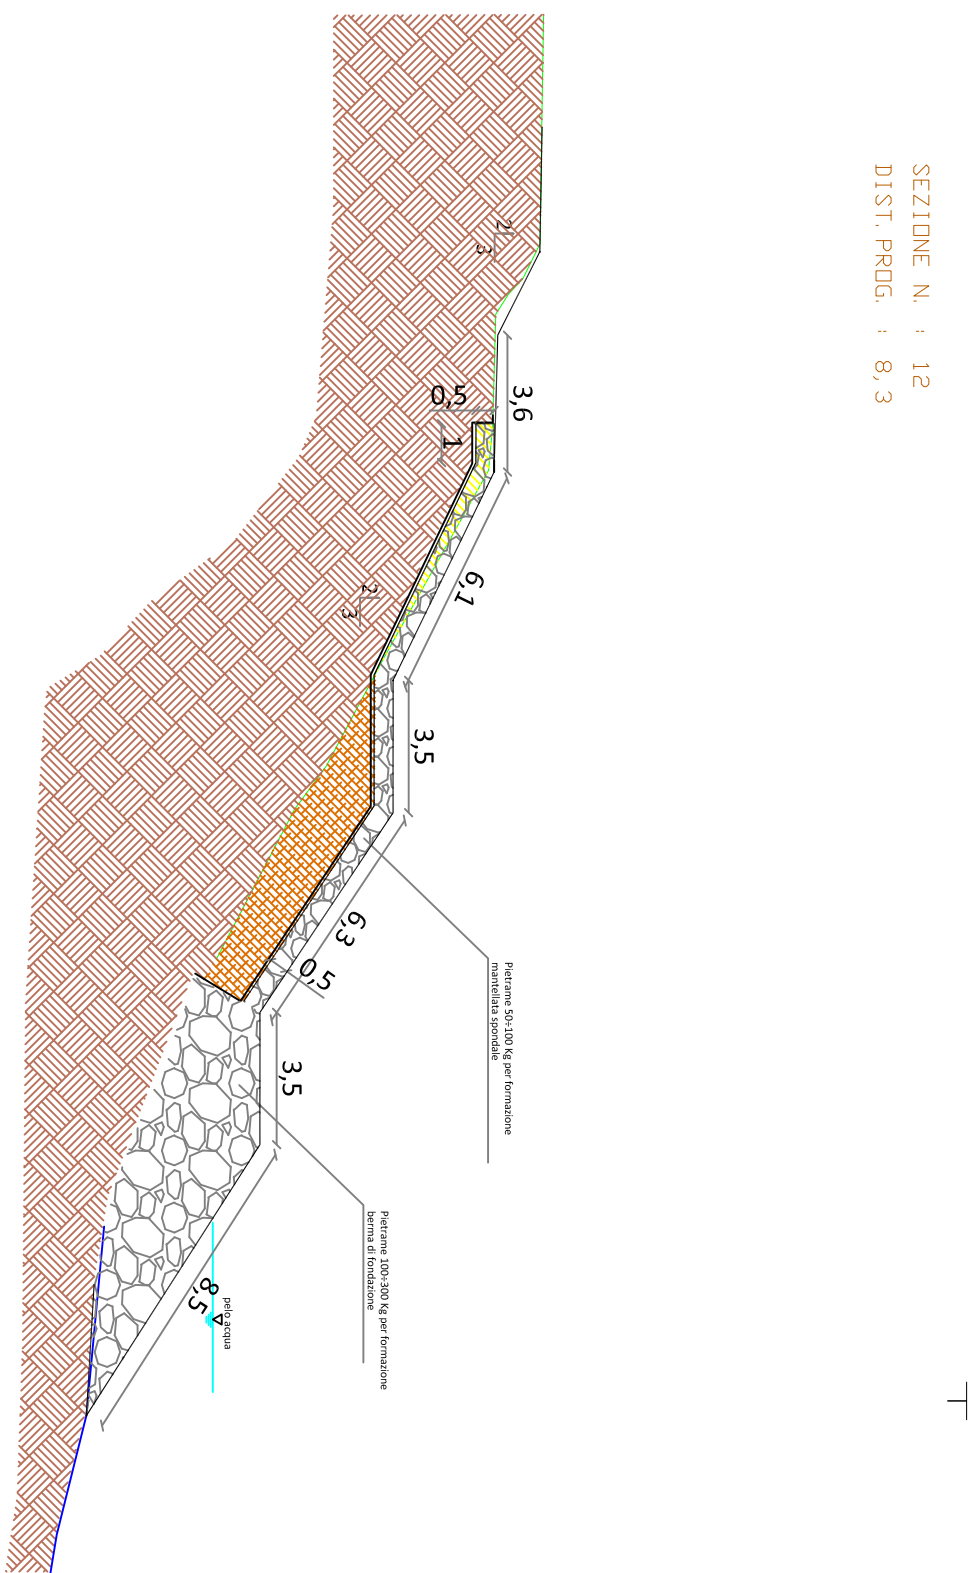 SEZIONE N. : 12
DIST. PROG. : 8,3
2
3
3,6
0,5
1
6,1
2
3
3,5
6,3
0,5
Pietrame 50÷100 Kg per formazione
mantellata spondale
3,5
Pietrame 100÷300 Kg per formazione
berma di fondazione
8,5
pelo acqua